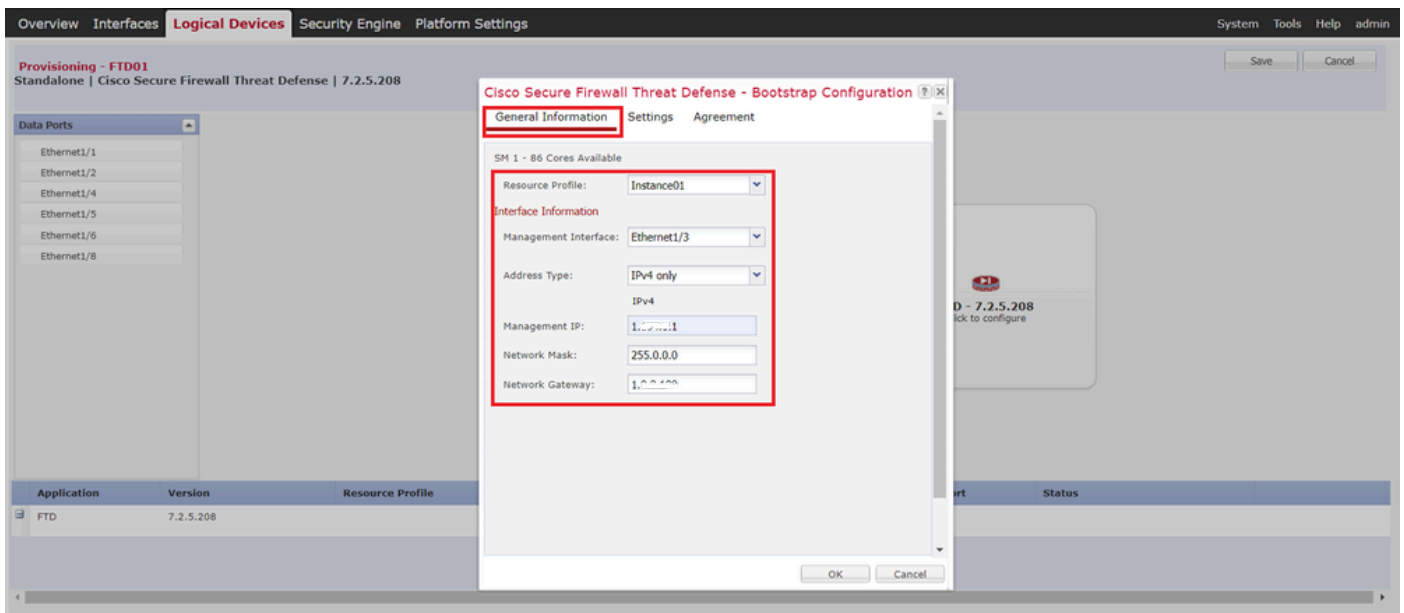 Overview Interfaces Logical Devices Security Engine Platform Settings System Tools Help admin
Provisioning - FTD01
Standalone | Cisco Secure Firewall Threat Defense | 7.2.5.208
Save Cancel
Data Ports
Ethernet1/1
Ethernet1/2
Ethernet1/4
Ethernet1/5
Ethernet1/6
Ethernet1/8
Cisco Secure Firewall Threat Defense - Bootstrap Configuration
General Information Settings Agreement
SM 1 - 86 Cores Available
Resource Profile: Instance01
Interface Information
Management Interface: Ethernet1/3
Address Type: IPv4 only
IPv4
Management IP:
Network Mask: 255.0.0.0
Network Gateway:
OK Cancel
D - 7.2.5.208
ick to configure
Application Version Resource Profile ort Status
FTD 7.2.5.208